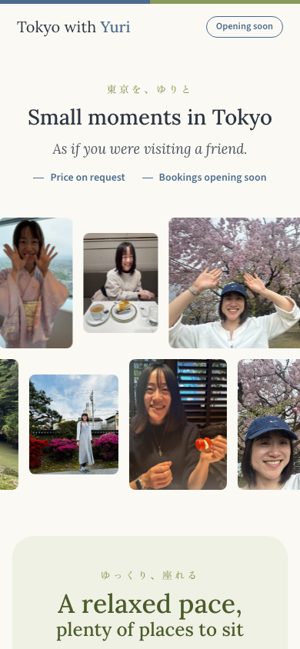 Tokyo with Yuri
Opening soon
東京を、ゆりと
Small moments in Tokyo
As if you were visiting a friend.
— Price on request — Bookings opening soon
ゆっくり、座れる
A relaxed pace,
plenty of places to sit